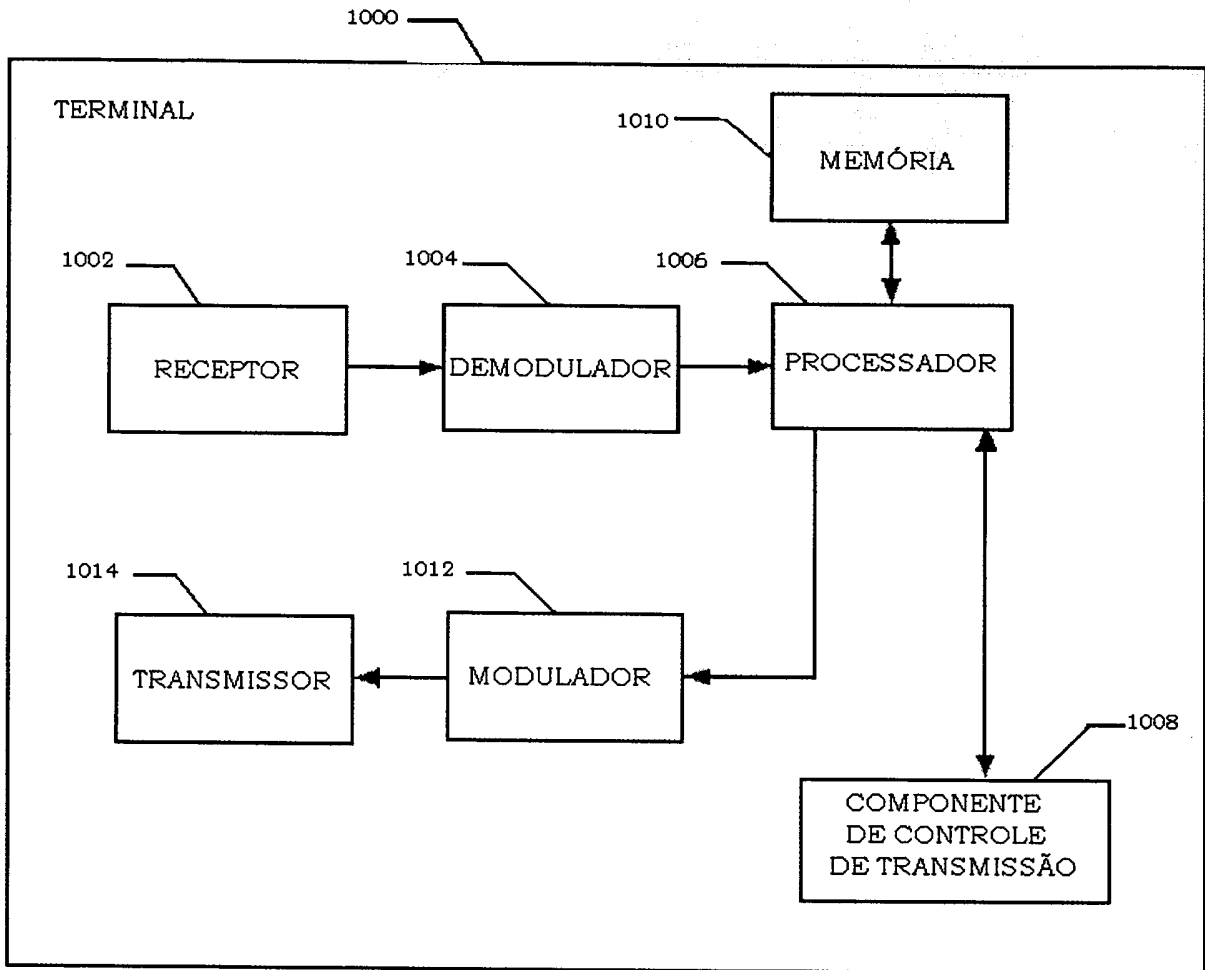 1000
TERMINAL
1010
MEMÓRIA
1002
1004
1006
RECEPTOR
DEMODULADOR
PROCESSADOR
1014
1012
TRANSMISSOR
MODULADOR
1008
COMPONENTE
DE CONTROLE
DE TRANSMISSÃO